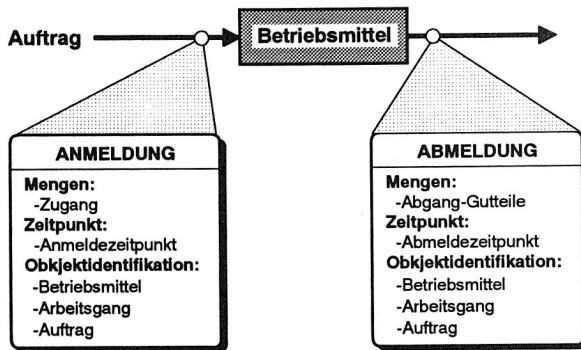 Auftrag
Betriebsmittel
ANMELDUNG
Mengen:
-Zugang
Zeitpunkt:
-Anmeldezeitpunkt
Obkjektidentifikation:
-Betriebsmittel
-Arbeitsgang
-Auftrag
ABMELDUNG
Mengen:
-Abgang-Gutteile
Zeitpunkt:
-Abmeldezeitpunkt
Obkjektidentifikation:
-Betriebsmittel
-Arbeitsgang
-Auftrag